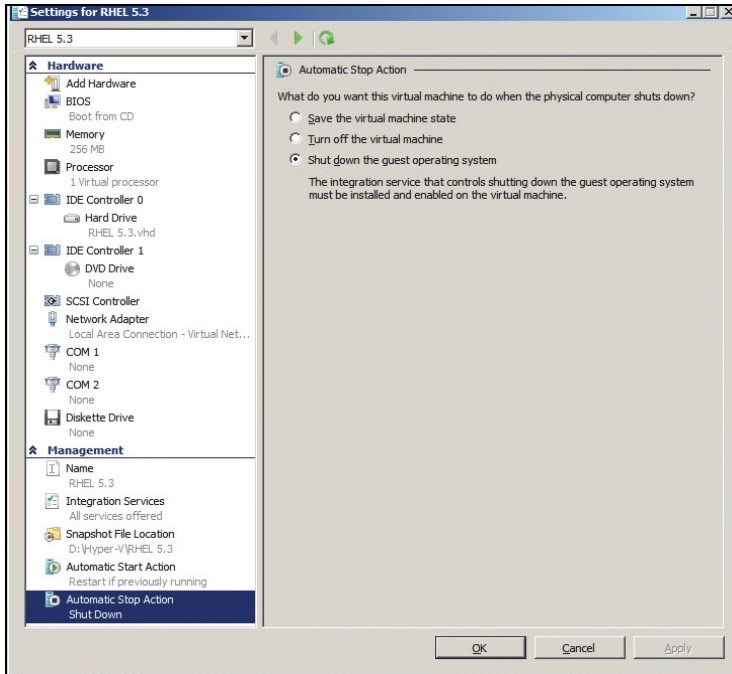 Settings for RHEL 5.3
RHEL 5.3
Hardware
Add Hardware
BIOS
Boot from CD
Memory
256 MB
Processor
1 Virtual processor
IDE Controller 0
Hard Drive
RHEL 5.3.vhd
IDE Controller 1
DVD Drive
None
SCSI Controller
Network Adapter
Local Area Connection - Virtual Net...
COM 1
None
COM 2
None
Diskette Drive
None
Management
Name
RHEL 5.3
Integration Services
All services offered
Snapshot File Location
D:\Hyper-V\RHEL 5.3
Automatic Start Action
Restart if previously running
Automatic Stop Action
Shut Down
Automatic Stop Action
What do you want this virtual machine to do when the physical computer shuts down?
Save the virtual machine state
Turn off the virtual machine
Shut down the guest operating system
The integration service that controls shutting down the guest operating system
must be installed and enabled on the virtual machine.
OK Cancel Apply